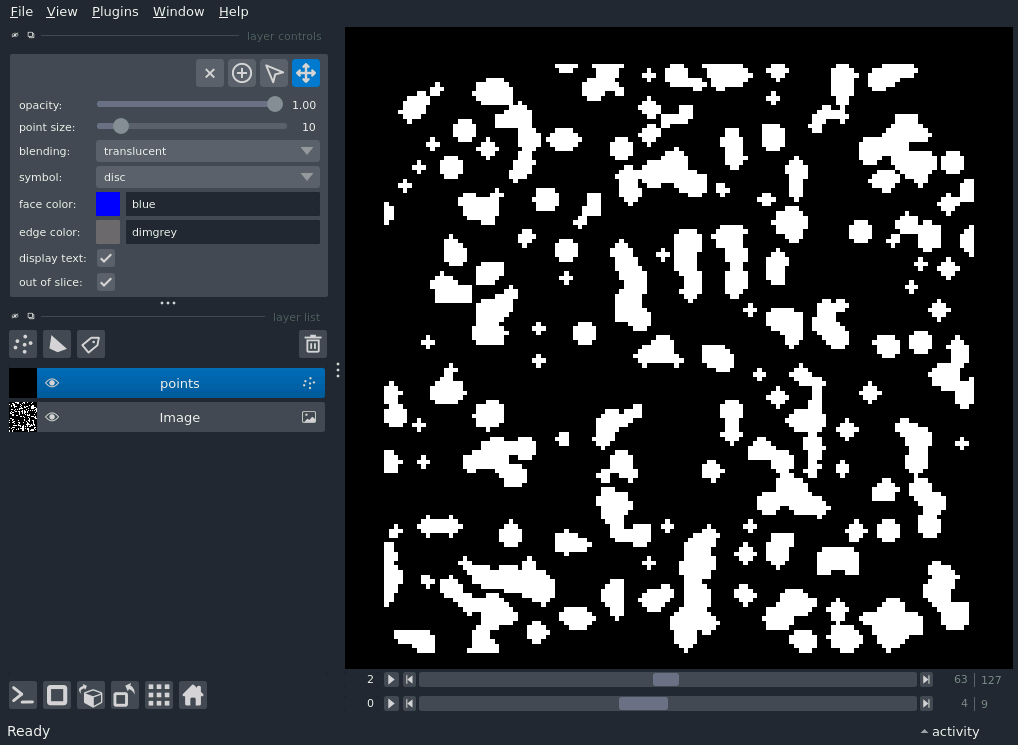 File View Plugins Window Help
layer controls
opacity: 1.00
point size: 10
blending: translucent
symbol: disc
face color: blue
edge color: dimgrey
display text:
out of slice:
layer list
points
Image
2 63 127
0 4 9
Ready activity